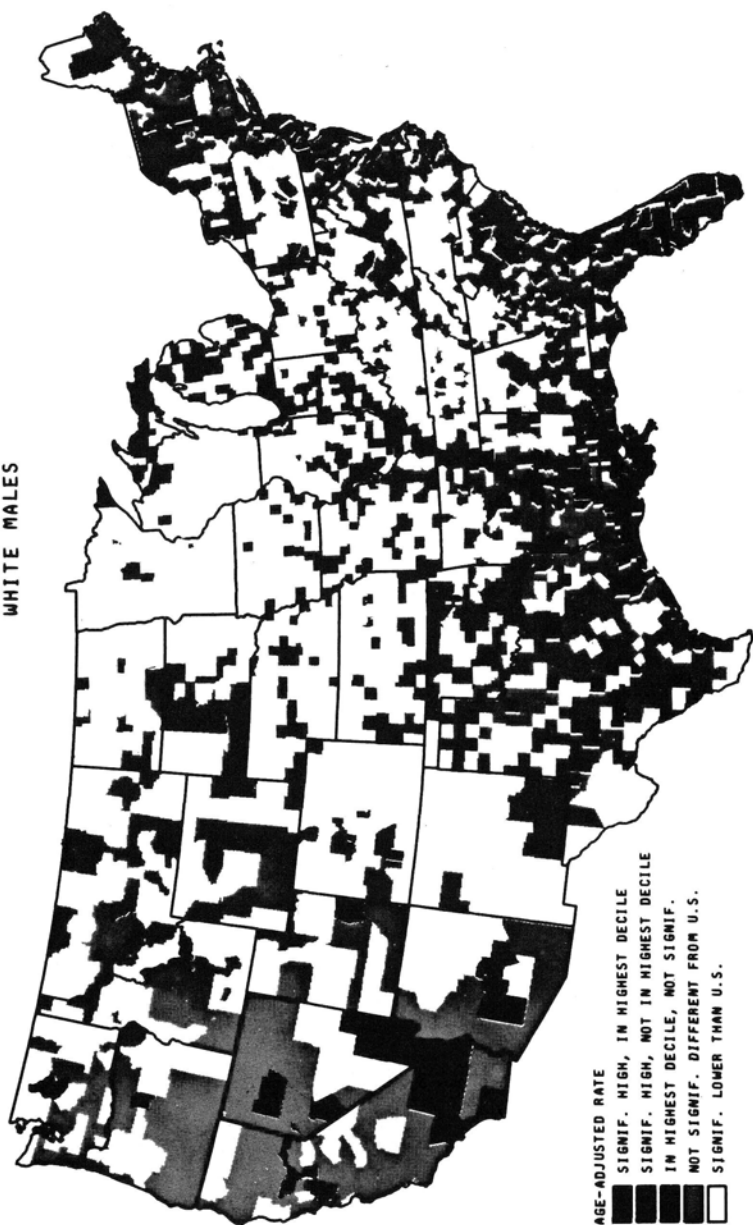 WHITE MALES
AGE-ADJUSTED RATE
SIGNIF. HIGH, IN HIGHEST DECILE
SIGNIF. HIGH, NOT IN HIGHEST DECILE
IN HIGHEST DECILE, NOT SIGNIF.
NOT SIGNIF. DIFFERENT FROM U.S.
SIGNIF. LOWER THAN U.S.